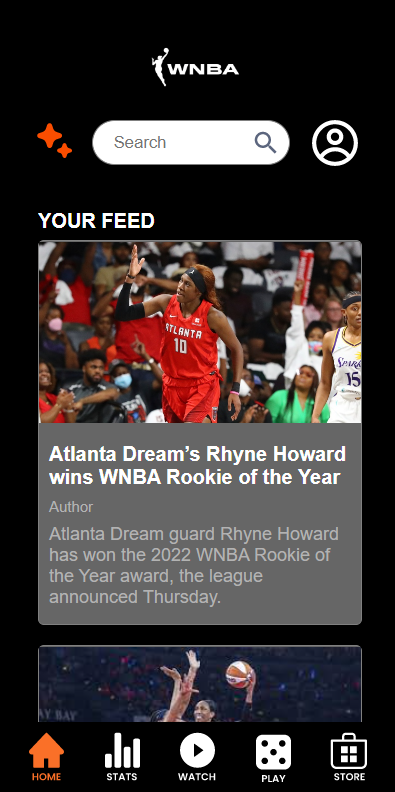 WNBA
Search
YOUR FEED
ATLANTA
10
SPARKS
15
Atlanta Dream’s Rhyne Howard
wins WNBA Rookie of the Year
Author
Atlanta Dream guard Rhyne Howard
has won the 2022 WNBA Rookie of
the Year award, the league
announced Thursday.
HOME
STATS
WATCH
PLAY
STORE